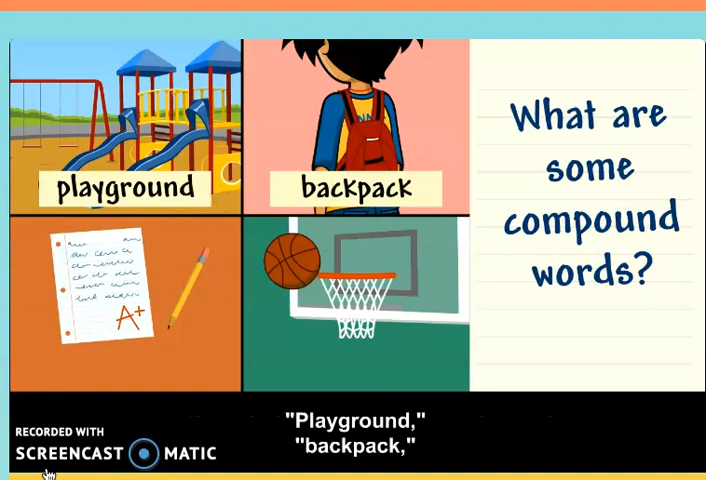 playground
backpack
What are
some
compound
words?
A+
"Playground,"
"backpack,"
RECORDED WITH
SCREENCAST MATIC